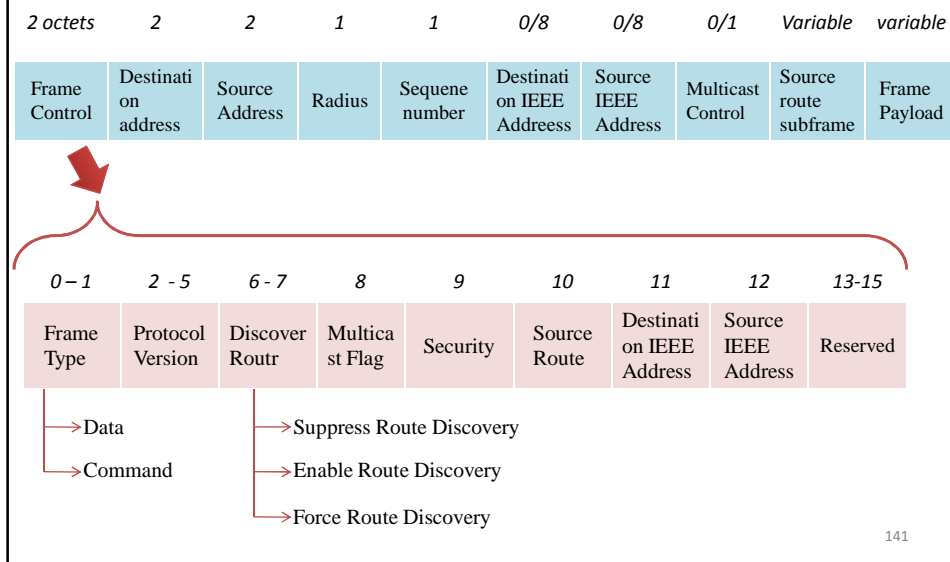 2 octets 2 2 1 1 0/8 0/8 0/1 Variable variable
Frame Control
Destinati on address
Source Address
Radius
Sequene number
Destinati on IEEE Addreess
Source IEEE Address
Multicast Control
Source route subframe
Frame Payload
0 – 1 2 - 5 6 - 7 8 9 10 11 12 13-15
Frame Type
Protocol Version
Discover Routr
Multica st Flag
Security
Source Route
Destinati on IEEE Address
Source IEEE Address
Reserved
Data
Command
Suppress Route Discovery
Enable Route Discovery
Force Route Discovery
141